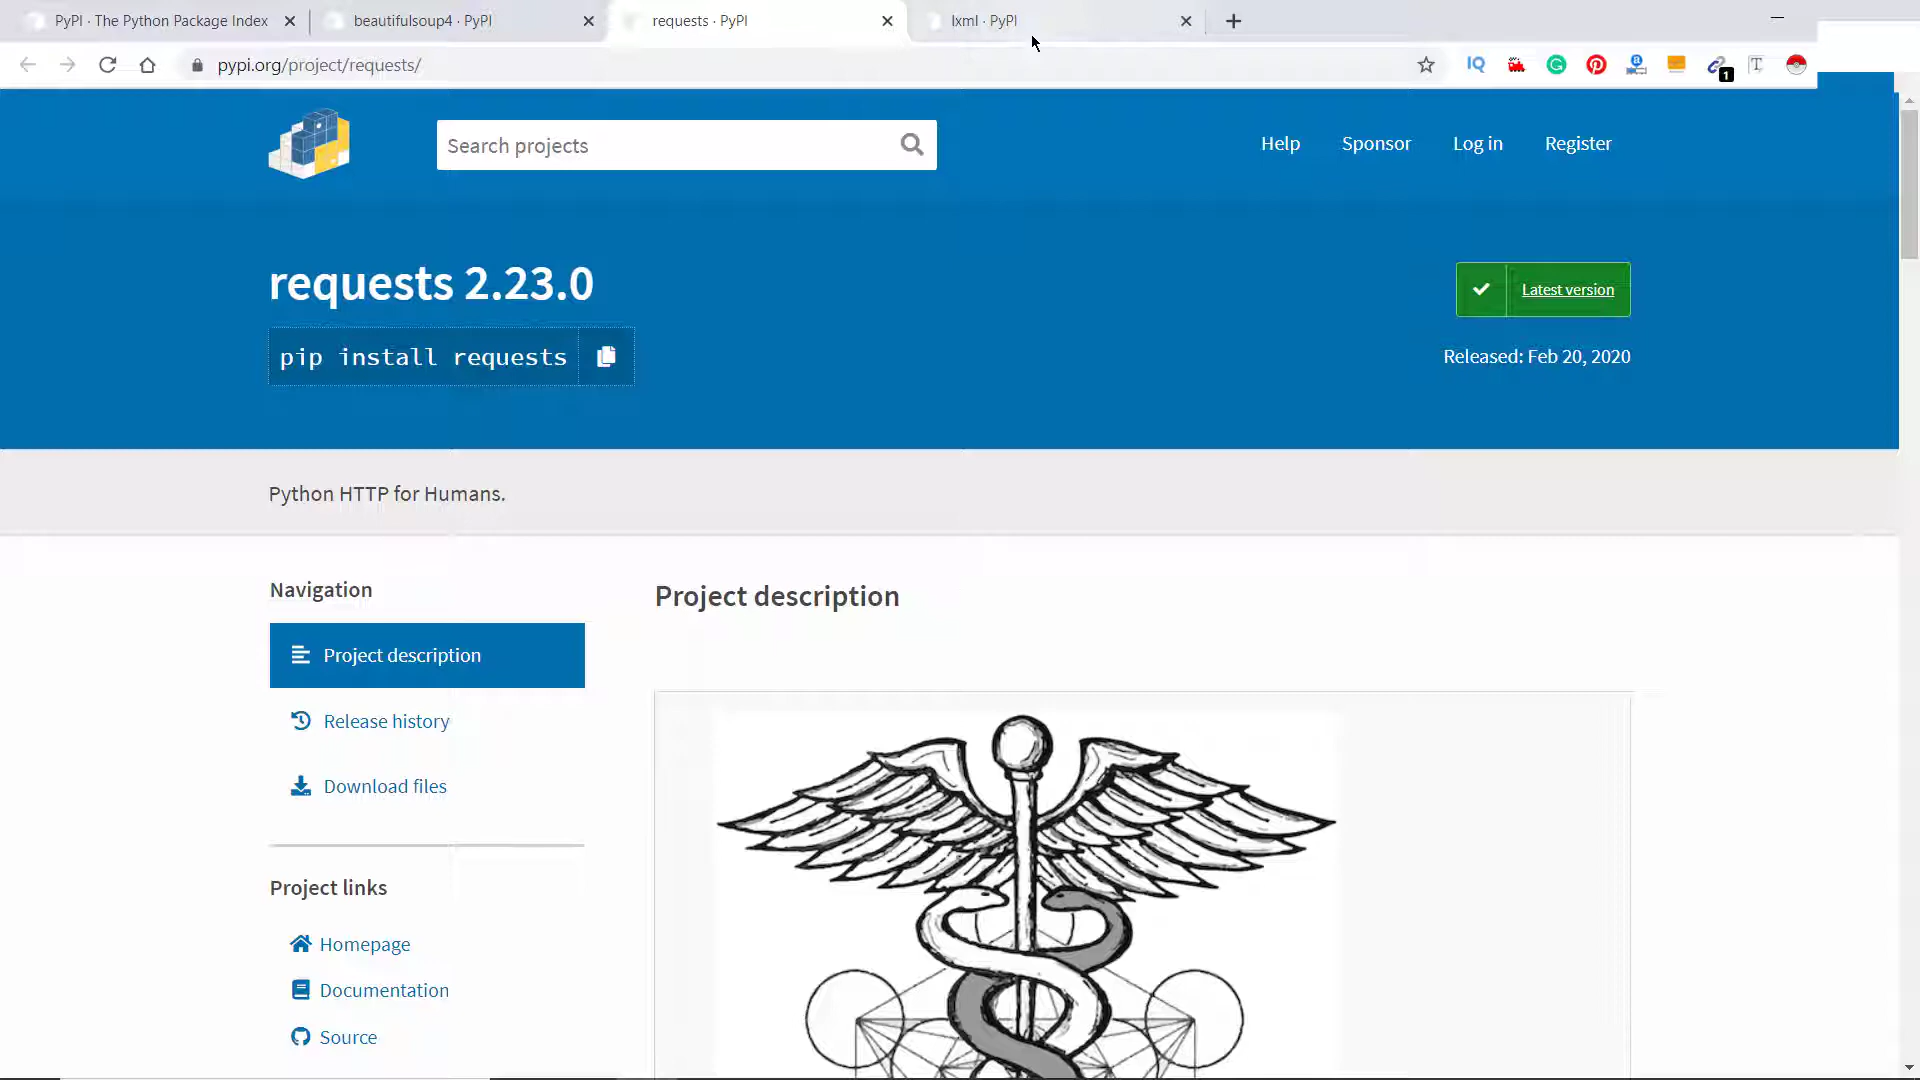 PyPI · The Python Package Index
beautifulsoup4 · PyPI
requests · PyPI
lxml · PyPI
pypi.org/project/requests/
IQ
1
T
Search projects
Help
Sponsor
Log in
Register
requests 2.23.0
Latest version
pip install requests
Released: Feb 20, 2020
Python HTTP for Humans.
Navigation
Project description
Project description
Release history
Download files
Project links
Homepage
Documentation
Source